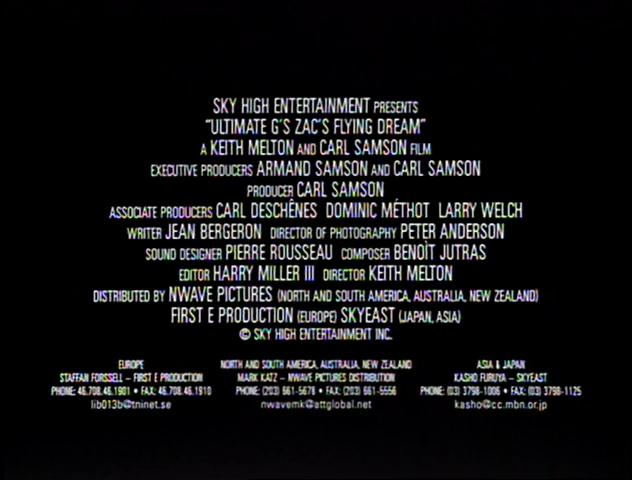 SKY HIGH ENTERTAINMENT PRESENTS
"ULTIMATE G'S ZAC'S FLYING DREAM"
A KEITH MELTON AND CARL SAMSON FILM
EXECUTIVE PRODUCERS ARMAND SAMSON AND CARL SAMSON
PRODUCER CARL SAMSON
ASSOCIATE PRODUCERS CARL DESCHÊNES DOMINIC MÉTHOT LARRY WELCH
WRITER JEAN BERGERON DIRECTOR OF PHOTOGRAPHY PETER ANDERSON
SOUND DESIGNER PIERRE ROUSSEAU COMPOSER BENOÎT JUTRAS
EDITOR HARRY MILLER III DIRECTOR KEITH MELTON
DISTRIBUTED BY NWAVE PICTURES (NORTH AND SOUTH AMERICA, AUSTRALIA, NEW ZEALAND)
FIRST E PRODUCTION (EUROPE) SKYEAST (JAPAN, ASIA)
© SKY HIGH ENTERTAINMENT INC.
EUROPE
STAFFAN FORSSELL – FIRST E PRODUCTION
PHONE: 46.708.46.1901 • FAX: 46.708.46.1910
lib013b@tninet.se
NORTH AND SOUTH AMERICA, AUSTRALIA, NEW ZEALAND
MARK KATZ – NWAVE PICTURES DISTRIBUTION
PHONE: (203) 661-5678 • FAX: (203) 661-5556
nwavemk@attglobal.net
ASIA & JAPAN
KASHO FURUYA – SKYEAST
PHONE: (03) 3798-1006 • FAX: (03) 3798-1125
kasho@cc.mbn.or.jp